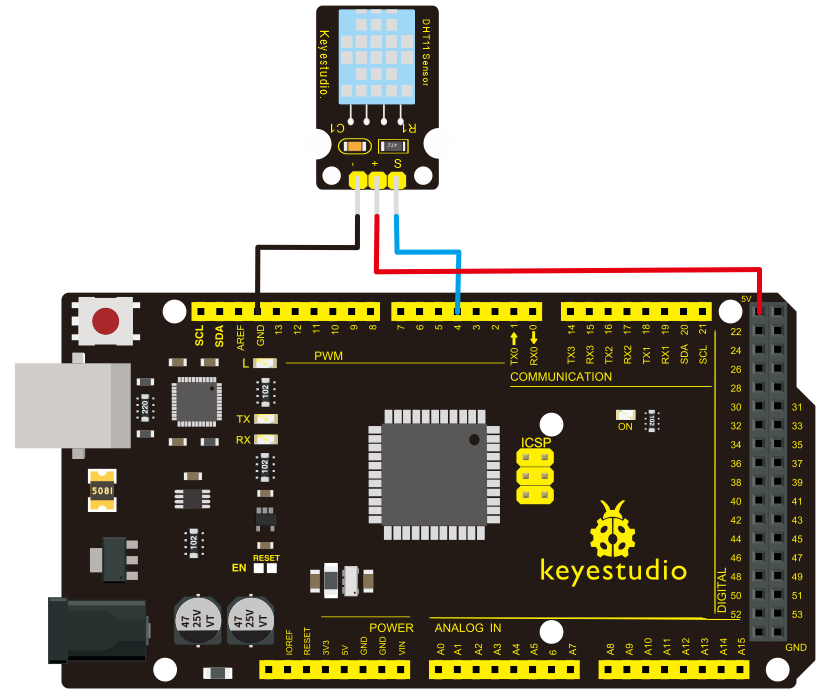 Keyestudio.
DHT11 Sensor
C1
R1
472
- + S
5V
SCL SDA AREF GND 13 12 11 10 9 8
7 6 5 4 3 2 TX0 1 RX0 0
TX3 14 RX3 15 TX2 16 RX2 17 TX1 18 RX1 19 SDA 20 SCL 21
PWM
COMMUNICATION
L
TX
RX
102
102
220
102
102
ON
ICSP
5081
EN
RESET
47 25V VT
47 25V VT
keyestudio
DIGITAL
22
24
26
28
30 31
32 33
34 35
36 37
38 39
40 41
42 43
44 45
46 47
48 49
50 51
52 53
GND
POWER
ANALOG IN
IOREF RESET 3V3 5V GND GND VIN
A0 A1 A2 A3 A4 A5 6 A7
A8 A9 A10 A11 A12 A13 A14 A15